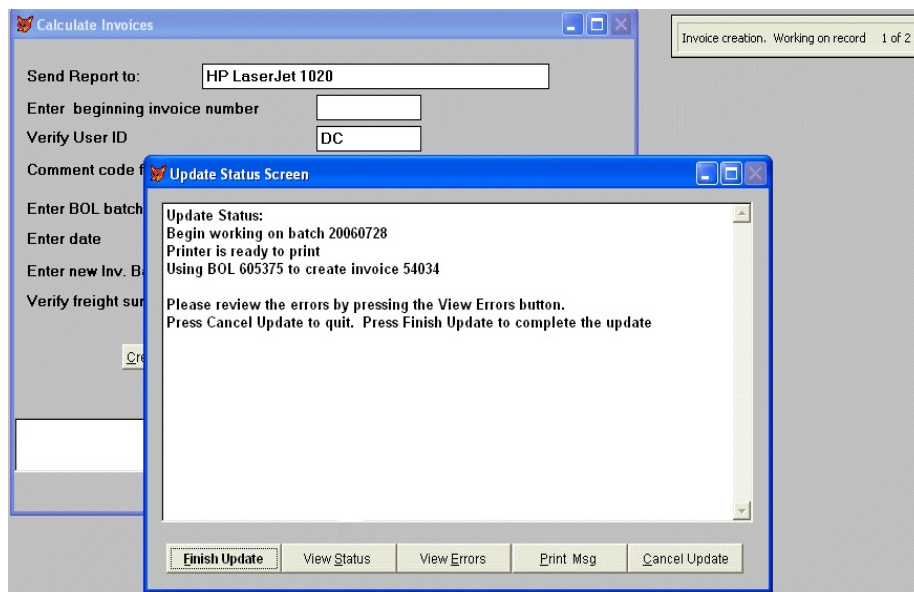 Calculate Invoices
Invoice creation. Working on record 1 of 2
Send Report to: HP LaserJet 1020
Enter beginning invoice number
Verify User ID DC
Comment code f
Enter BOL batch
Enter date
Enter new Inv. Ba
Verify freight sur
Cre
Update Status Screen
Update Status:
Begin working on batch 20060728
Printer is ready to print
Using BOL 605375 to create invoice 54034
Please review the errors by pressing the View Errors button.
Press Cancel Update to quit. Press Finish Update to complete the update
Finish Update View Status View Errors Print Msg Cancel Update